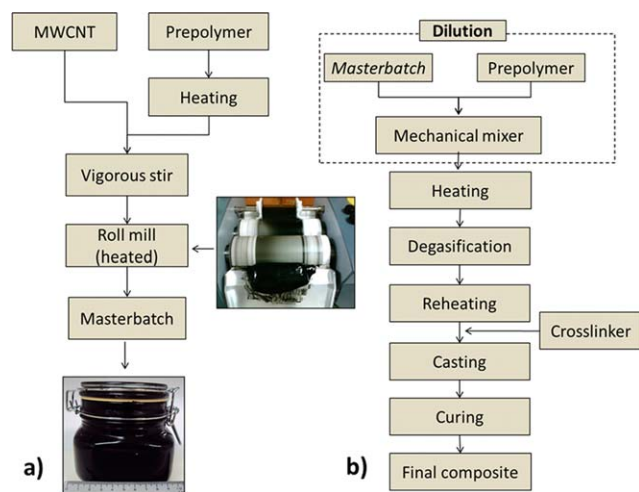 MWCNT
Prepolymer
Heating
Vigorous stir
Roll mill
(heated)
Masterbatch
a)
Dilution
Masterbatch
Prepolymer
Mechanical mixer
Heating
Degasification
Reheating
Crosslinker
Casting
Curing
Final composite
b)